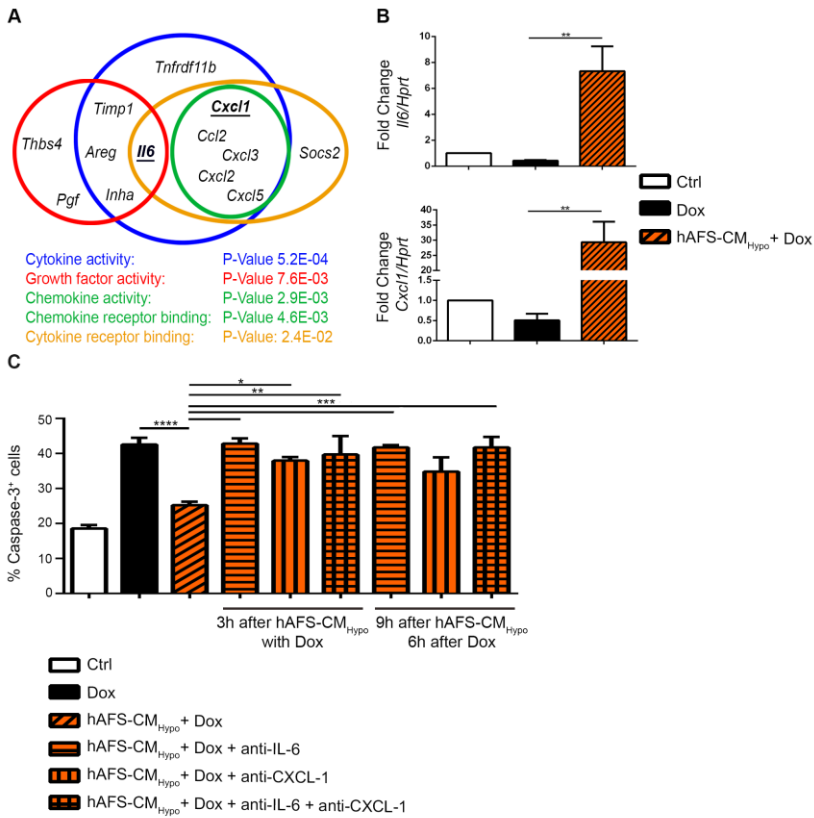 A
Tnfrdf11b
Timp1
Cxcl1
Thbs4
Areg
Il6
Ccl2
Cxcl3
Socs2
Cxcl2
Pgf
Inha
Cxcl5
Cytokine activity: P-Value 5.2E-04
Growth factor activity: P-Value 7.6E-03
Chemokine activity: P-Value 2.9E-03
Chemokine receptor binding: P-Value 4.6E-03
Cytokine receptor binding: P-Value: 2.4E-02
B
Fold Change
Il6/Hprt
10
8
6
4
2
0
**
Fold Change
Cxcl1/Hprt
40
35
30
25
20
15
10
1.0
0.5
0.0
**
Ctrl
Dox
hAFS-CMHypo+ Dox
C
% Caspase-3+ cells
50
40
30
20
10
0
****
*
**
***
3h after hAFS-CMHypo
with Dox
9h after hAFS-CMHypo
6h after Dox
Ctrl
Dox
hAFS-CMHypo+ Dox
hAFS-CMHypo+ Dox + anti-IL-6
hAFS-CMHypo+ Dox + anti-CXCL-1
hAFS-CMHypo+ Dox + anti-IL-6 + anti-CXCL-1